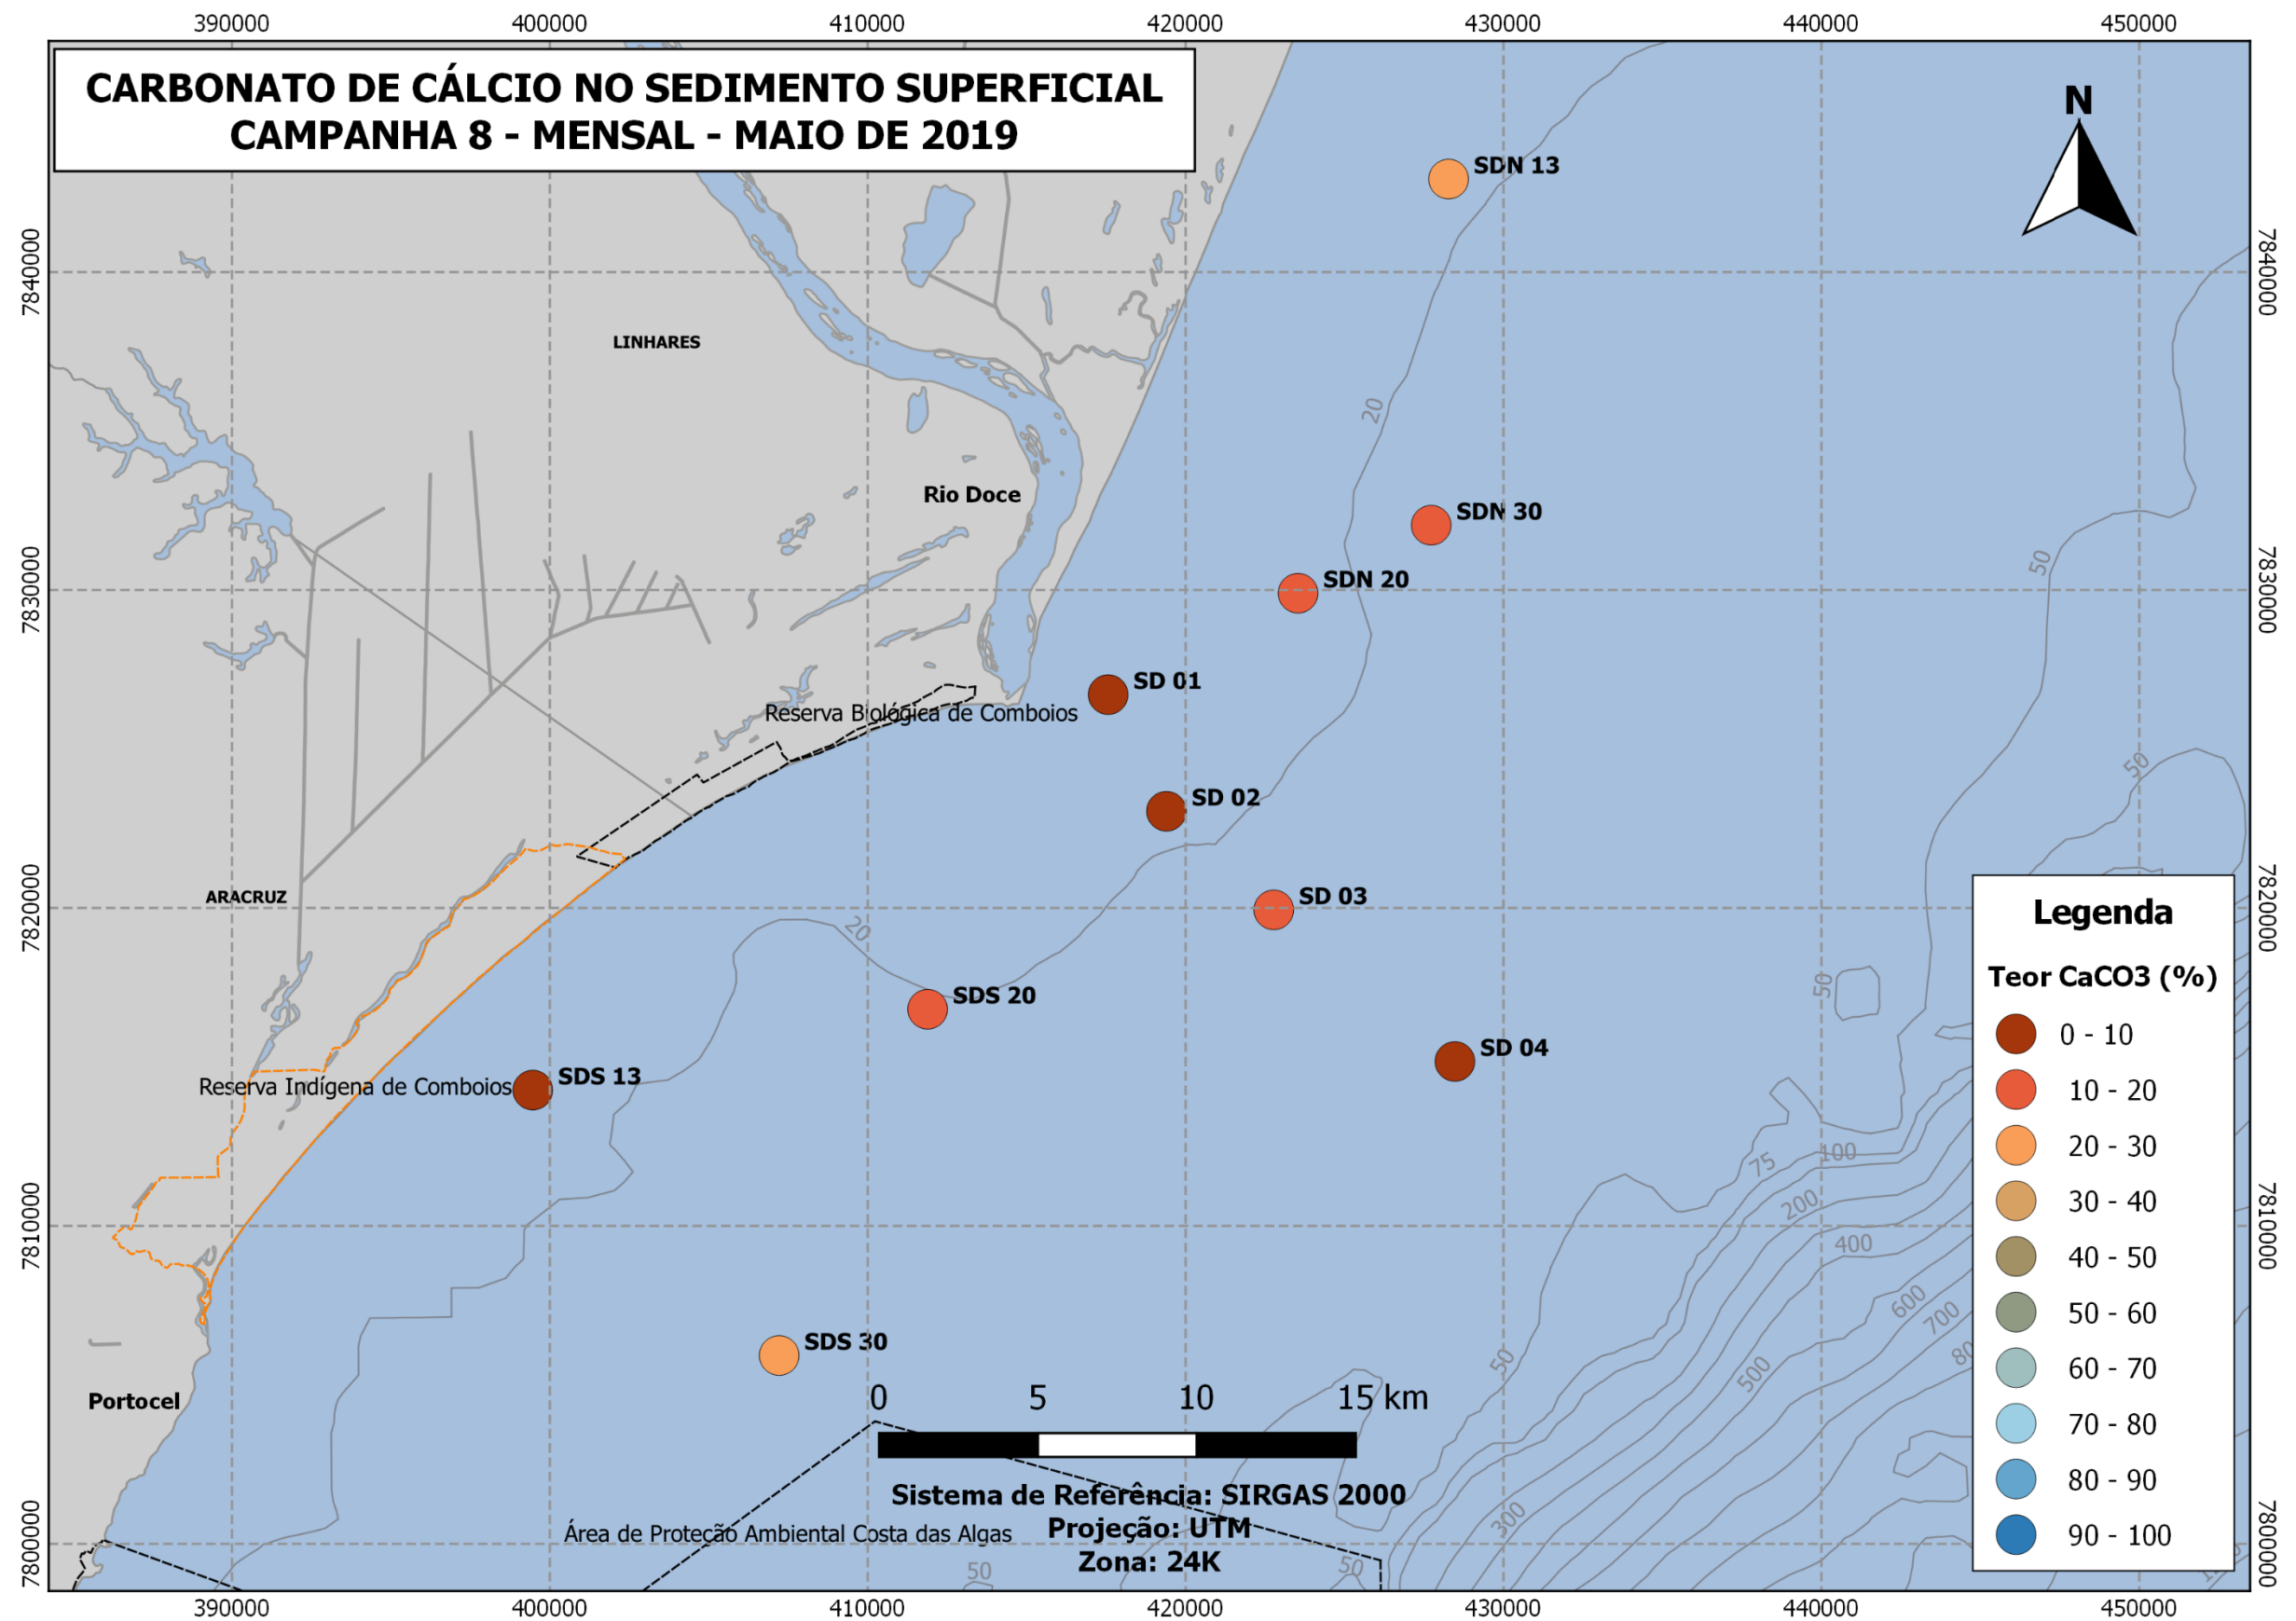 390000 400000 410000 420000 430000 440000 450000
CARBONATO DE CÁLCIO NO SEDIMENTO SUPERFICIAL
CAMPANHA 8 - MENSAL - MAIO DE 2019
N
SDN 13
7840000
7840000
LINHARES
20
Rio Doce
SDN 30
50
7830000
SDN 20
7830000
SD 01
Reserva Biológica de Comboios
50
SD 02
ARACRUZ
7820000
SD 03
7820000
20
50
SDS 20
SD 04
SDS 13
Reserva Indígena de Comboios
75
100
200
400
7810000
7810000
600
700
500
50
SDS 30
Portocel
0 5 10 15 km
Sistema de Referência: SIRGAS 2000
Projeção: UTM
Zona: 24K
Área de Proteção Ambiental Costa das Algas
300
50
50
7800000
7800000
Legenda
Teor CaCO3 (%)
0 - 10
10 - 20
20 - 30
30 - 40
40 - 50
50 - 60
60 - 70
70 - 80
80 - 90
90 - 100
390000 400000 410000 420000 430000 440000 450000